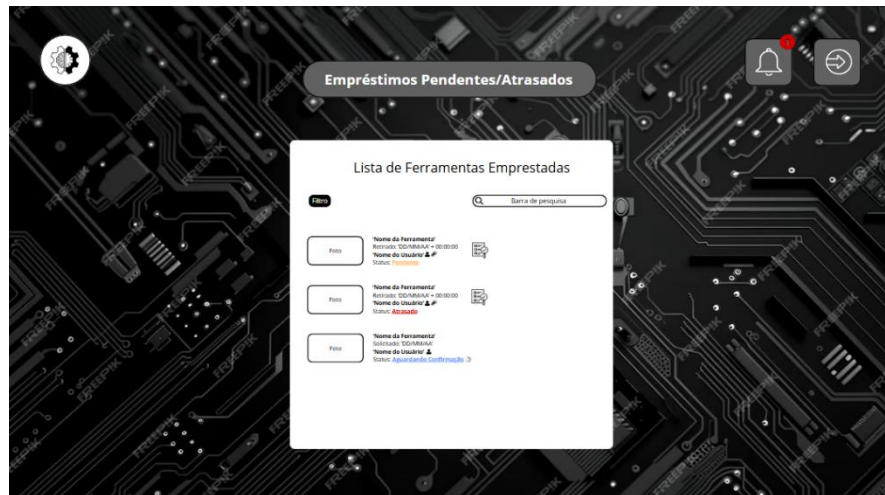 1
Empréstimos Pendentes/Atrasados
Lista de Ferramentas Emprestadas
Filtro
Barra de pesquisa
Foto
'Nome da Ferramenta'
Retirado: 'DD/MM/AA' + 00:00:00
'Nome do Usuário'
Status: Pendente
Foto
'Nome da Ferramenta'
Retirado: 'DD/MM/AA' + 00:00:00
'Nome do Usuário'
Status: Atrasado
Foto
'Nome da Ferramenta'
Solicitado: 'DD/MM/AA'
'Nome do Usuário'
Status: Aguardando Confirmação
FREEPIK